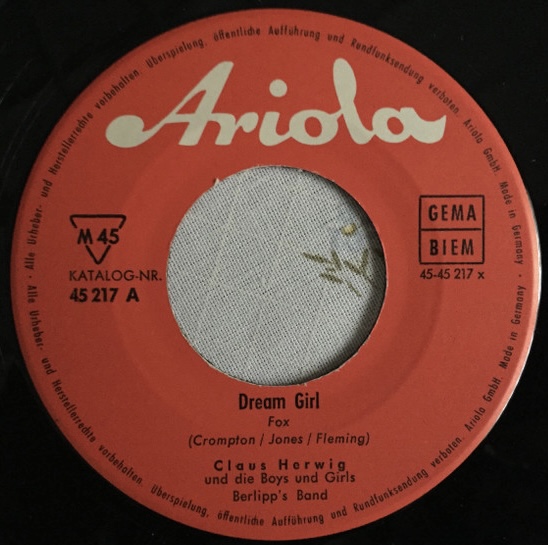 Alle Urheber- und Herstellerrechte vorbehalten. Überspielung, öffentliche Aufführung und Rundfunksendung verboten. Ariola GmbH. Made in Germany ·
Ariola
M 45
KATALOG-NR.
45 217 A
GEMA
BIEM
45-45 217 x
Dream Girl
Fox
(Crompton / Jones / Fleming)
Claus Herwig
und die Boys und Girls
Berlipp's Band
Alle Urheber- und Herstellerrechte vorbehalten. Überspielung, öffentliche Aufführung und Rundfunksendung verboten. Ariola GmbH. Made in Germany ·